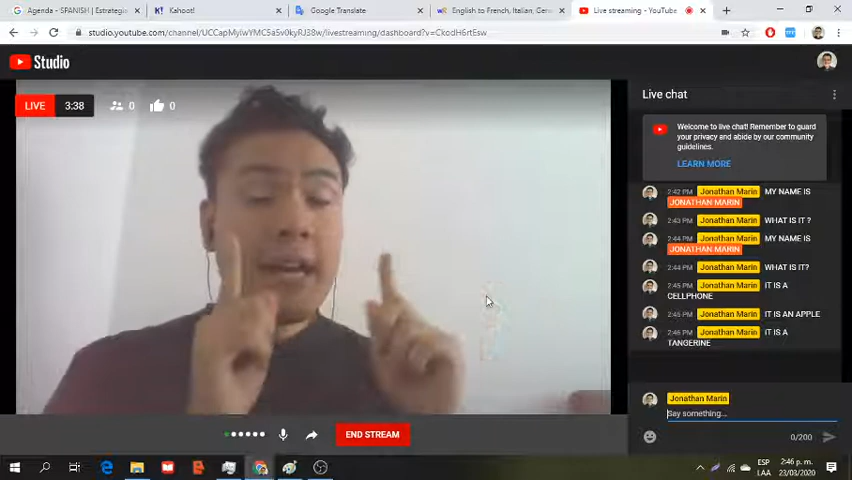 Agenda - SPANISH | Estrategia
Kahoot!
Google Translate
English to French, Italian, Ger
Live streaming - YouTube
studio.youtube.com/channel/UCCapMyiwYMC5a5v0kyRJ38w/livestreaming/dashboard?v=CkodH6rtEsw
Studio
LIVE 3:38 0 0
Live chat
Welcome to live chat! Remember to guard
your privacy and abide by our community
guidelines.
LEARN MORE
2:42 PM Jonathan Marin MY NAME IS
JONATHAN MARIN
2:43 PM Jonathan Marin WHAT IS IT ?
2:44 PM Jonathan Marin MY NAME IS
JONATHAN MARIN
2:44 PM Jonathan Marin WHAT IS IT?
2:45 PM Jonathan Marin IT IS A
CELLPHONE
2:45 PM Jonathan Marin IT IS AN APPLE
2:46 PM Jonathan Marin IT IS A
TANGERINE
Jonathan Marin
Say something...
0/200
END STREAM
ESP
LAA
2:46 p. m.
23/03/2020